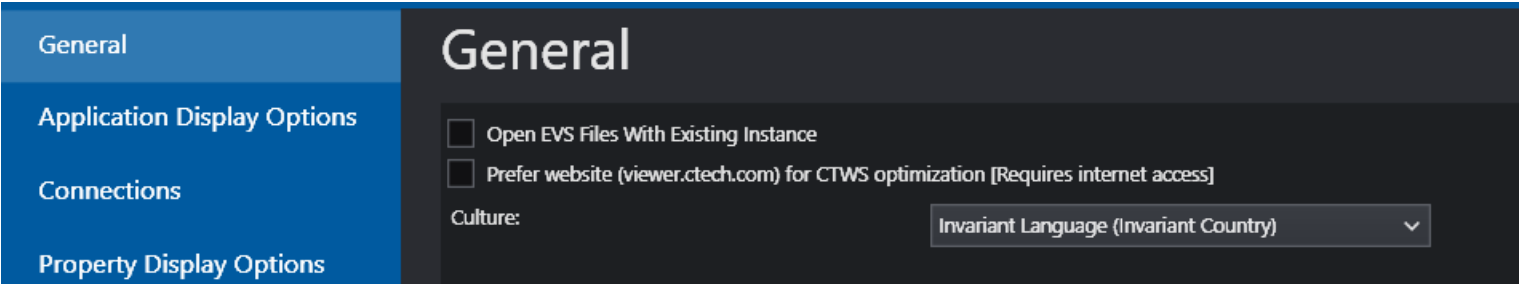 General
Application Display Options
Connections
Property Display Options
General
Open EVS Files With Existing Instance
Prefer website (viewer.ctech.com) for CTWS optimization [Requires internet access]
Culture:
Invariant Language (Invariant Country)